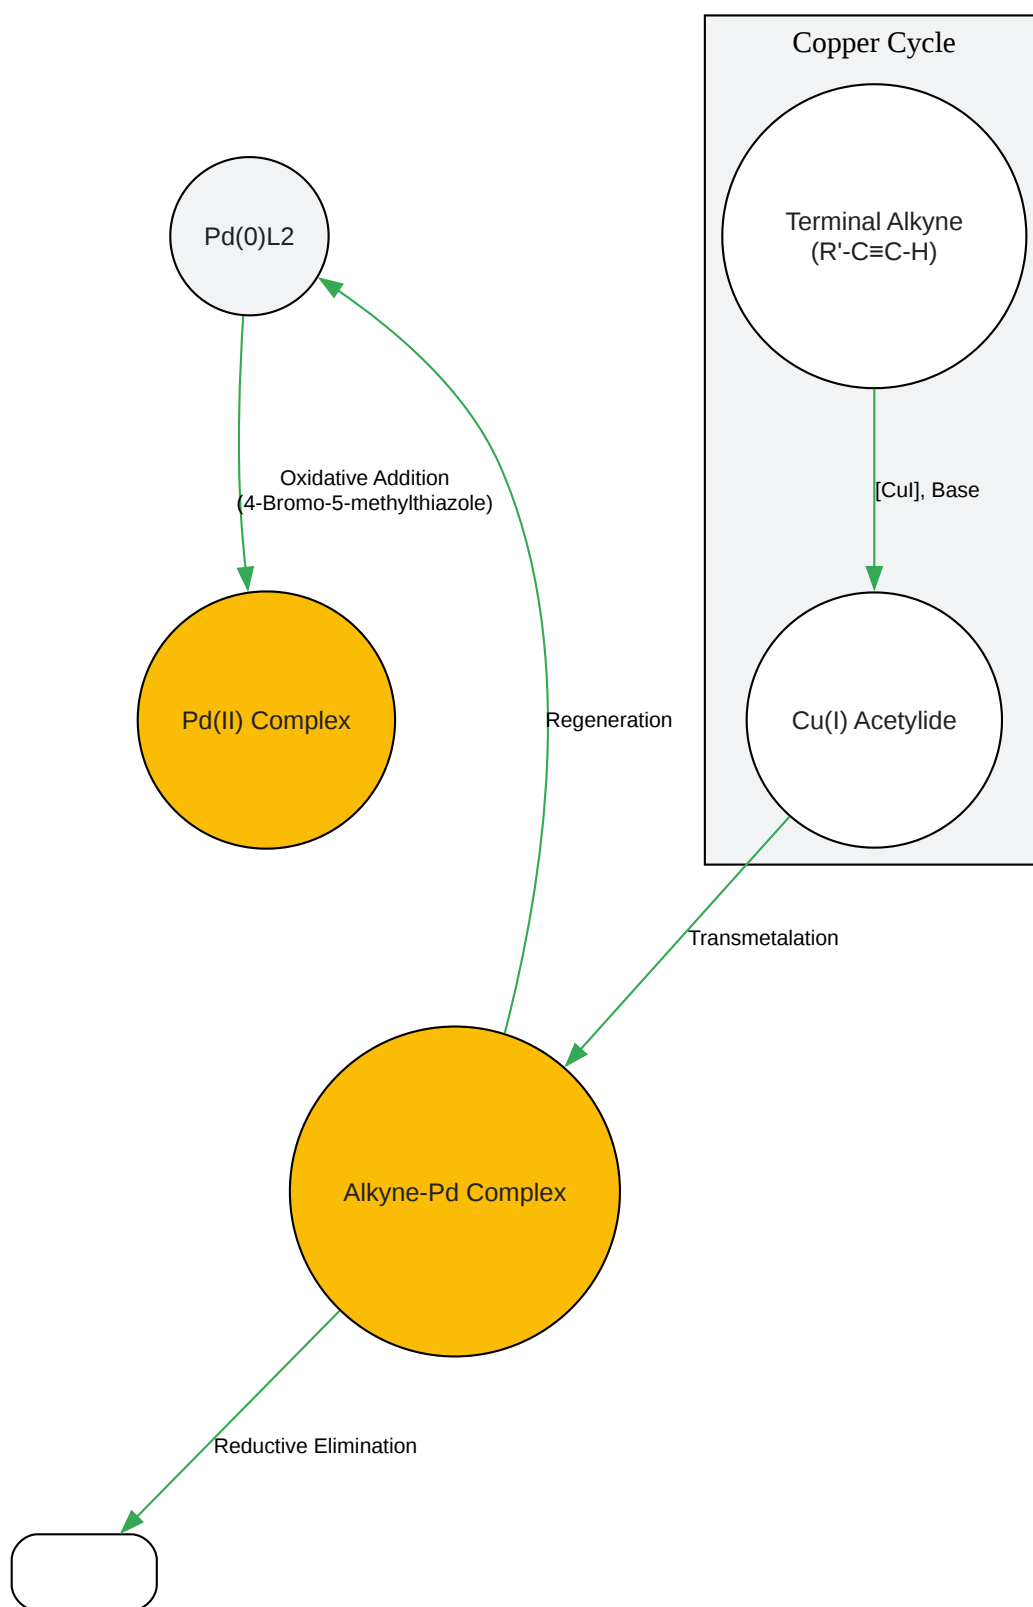 Copper Cycle
Terminal Alkyne
(R'-C≡C-H)
Pd(0)L2
Oxidative Addition
(4-Bromo-5-methylthiazole)
[CuI], Base
Pd(II) Complex
Regeneration
Cu(I) Acetylide
Transmetalation
Alkyne-Pd Complex
Reductive Elimination